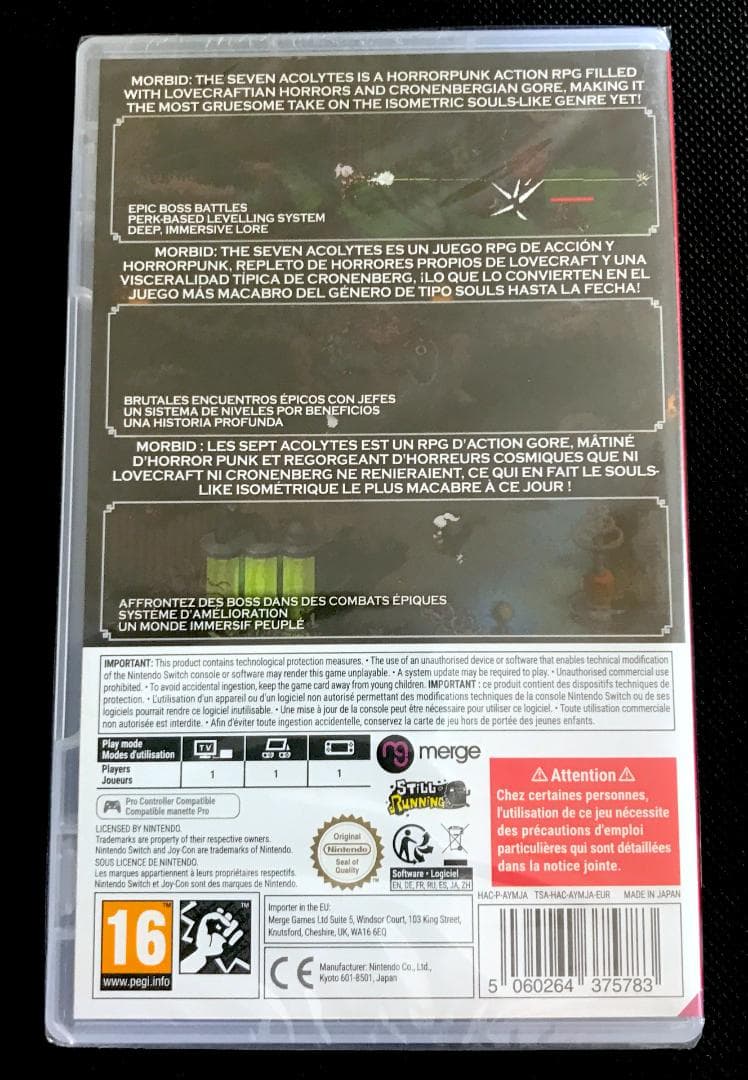 MORBID: THE SEVEN ACOLYTES IS A HORRORPUNK ACTION RPG FILLED
WITH LOVECRAFTIAN HORRORS AND CRONENBERGIAN GORE, MAKING IT
THE MOST GRUESOME TAKE ON THE ISOMETRIC SOULS-LIKE GENRE YET!
EPIC BOSS BATTLES
PERK-BASED LEVELLING SYSTEM
DEEP, IMMERSIVE LORE
MORBID: THE SEVEN ACOLYTES ES UN JUEGO RPG DE ACCIÓN Y
HORRORPUNK, REPLETO DE HORRORES PROPIOS DE LOVECRAFT Y UNA
VISCERALIDAD TÍPICA DE CRONENBERG, ¡LO QUE LO CONVIERTEN EN EL
JUEGO MÁS MACABRO DEL GÉNERO DE TIPO SOULS HASTA LA FECHA!
BRUTALES ENCUENTROS ÉPICOS CON JEFES
UN SISTEMA DE NIVELES POR BENEFICIOS
UNA HISTORIA PROFUNDA
MORBID : LES SEPT ACOLYTES EST UN RPG D'ACTION GORE, MÂTINÉ
D'HORROR PUNK ET REGORGEANT D'HORREURS COSMIQUES QUE NI
LOVECRAFT NI CRONENBERG NE RENIERAIENT, CE QUI EN FAIT LE SOULS-
LIKE ISOMÉTRIQUE LE PLUS MACABRE À CE JOUR !
AFFRONTEZ DES BOSS DANS DES COMBATS ÉPIQUES
SYSTÈME D'AMÉLIORATION
UN MONDE IMMERSIF PEUPLÉ
IMPORTANT: This product contains technological protection measures. • The use of an unauthorised device or software that enables technical modification
of the Nintendo Switch console or software may render this game unplayable. • A system update may be required to play. • Unauthorised commercial use
prohibited. • To avoid accidental ingestion, keep the game card away from young children. IMPORTANT : ce produit contient des dispositifs techniques de
protection. • L'utilisation d'un appareil ou d'un logiciel non autorisé permettant des modifications techniques de la console Nintendo Switch ou de ses
logiciels pourrait rendre ce logiciel inutilisable. • Une mise à jour de la console peut être nécessaire pour utiliser ce logiciel. • Toute utilisation commerciale
non autorisée est interdite. • Afin d'éviter toute ingestion accidentelle, conservez la carte de jeu hors de portée des jeunes enfants.
Play mode
Modes d'utilisation
TV
Players
Joueurs
1 1 1
merge
STILL
RUNNING
Pro Controller Compatible
Compatible manette Pro
LICENSED BY NINTENDO.
Trademarks are property of their respective owners.
Nintendo Switch and Joy-Con are trademarks of Nintendo.
SOUS LICENCE DE NINTENDO.
Les marques appartiennent à leurs propriétaires respectifs.
Nintendo Switch et Joy-Con sont des marques de Nintendo.
Original
Nintendo
Seal of
Quality
TM
Software • Logiciel
EN, DE, FR, RU, ES, JA, ZH
Attention
Chez certaines personnes,
l'utilisation de ce jeu nécessite
des précautions d'emploi
particulières qui sont détaillées
dans la notice jointe.
HAC-P-AYMJA TSA-HAC-AYMJA-EUR MADE IN JAPAN
16
www.pegi.info
Importer in the EU:
Merge Games Ltd Suite 5, Windsor Court, 103 King Street,
Knutsford, Cheshire, UK, WA16 6EQ
CE
Manufacturer: Nintendo Co., Ltd.,
Kyoto 601-8501, Japan
5 060264 375783